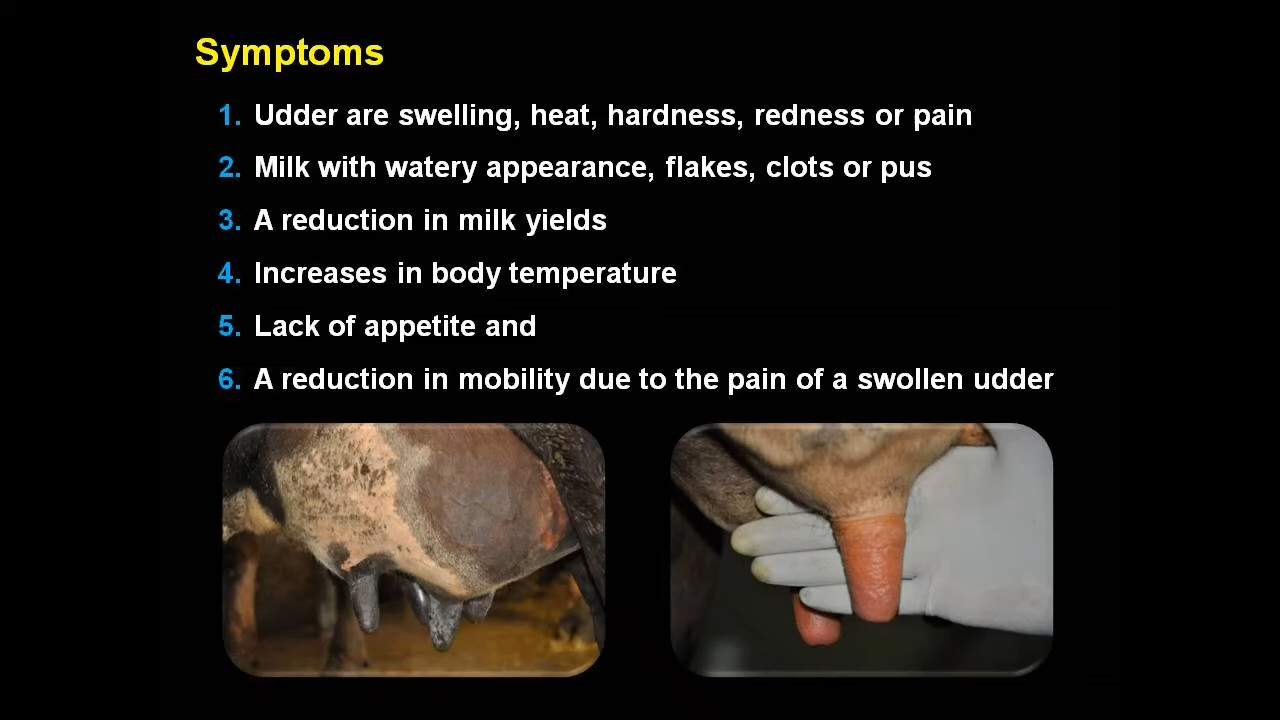 Symptoms
1. Udder are swelling, heat, hardness, redness or pain
2. Milk with watery appearance, flakes, clots or pus
3. A reduction in milk yields
4. Increases in body temperature
5. Lack of appetite and
6. A reduction in mobility due to the pain of a swollen udder